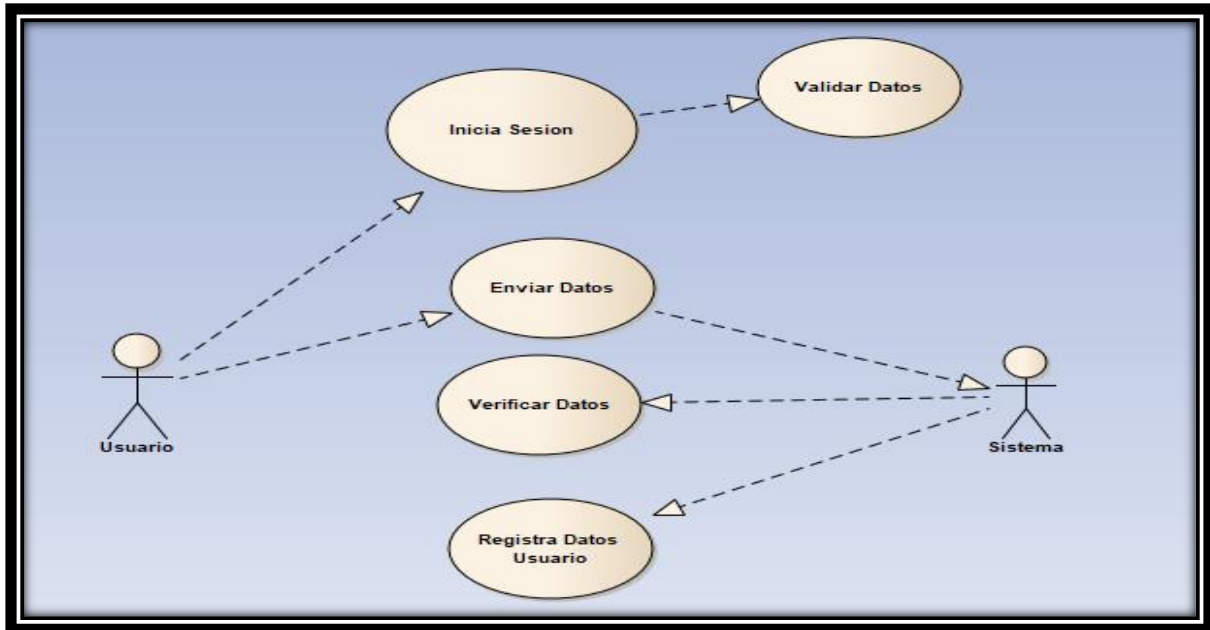 Validar Datos
Inicia Sesion
Enviar Datos
Verificar Datos
Usuario
Sistema
Registra Datos
Usuario